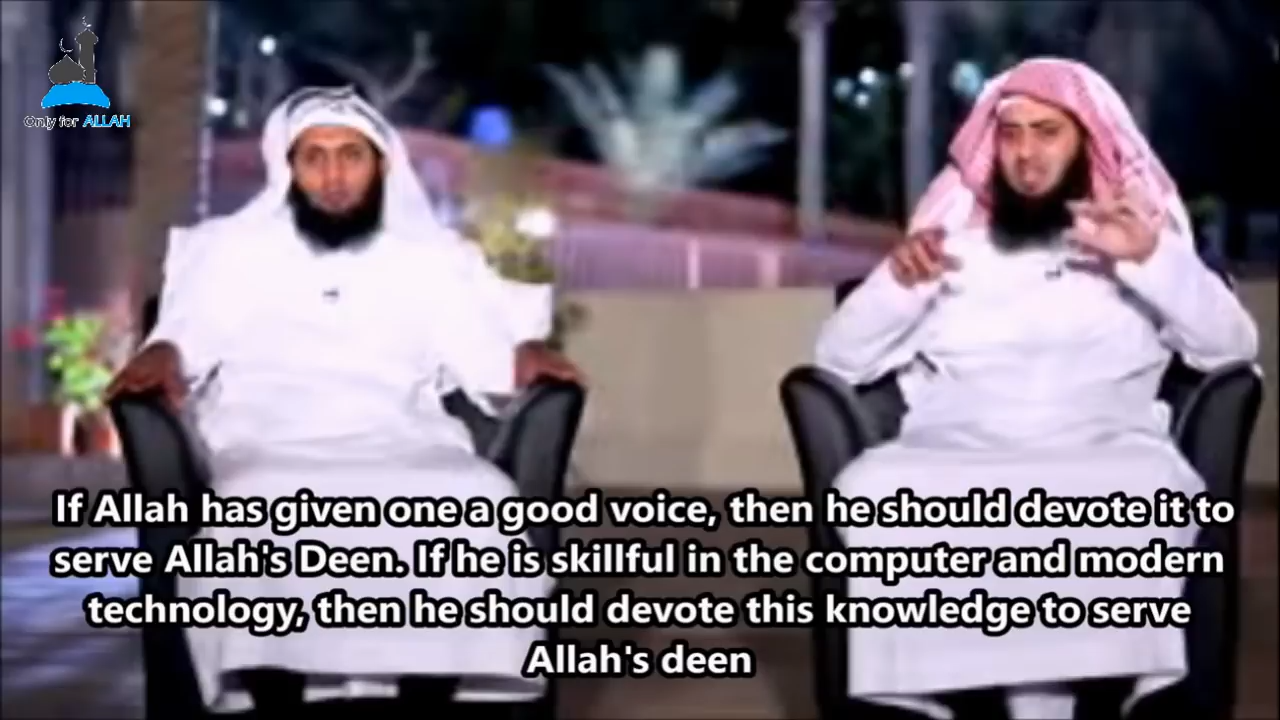 Only for ALLAH
If Allah has given one a good voice, then he should devote it to
serve Allah's Deen. If he is skillful in the computer and modern
technology, then he should devote this knowledge to serve
Allah's deen